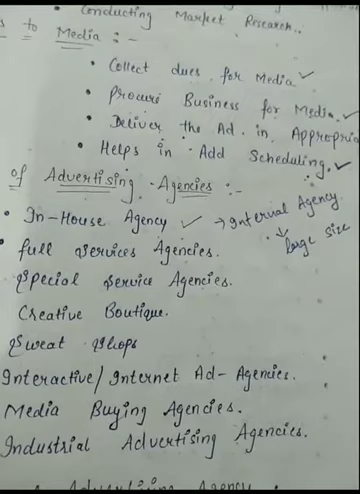 • Conducting Market Research.
to Media :-
• Collect dues for Media ✓
• Procure Business for Media. ✓
• Deliver the Ad. in Appropria
• Helps in Add Scheduling. ✓
of Advertising Agencies :-
• In-House Agency ✓ → Internal Agency
↓ large size
• full Services Agencies.
Special Service Agencies.
Creative Boutique.
Sweat Shops
Interactive/Internet Ad-Agencies.
Media Buying Agencies.
Industrial Advertising Agencies.
Advertising Agency